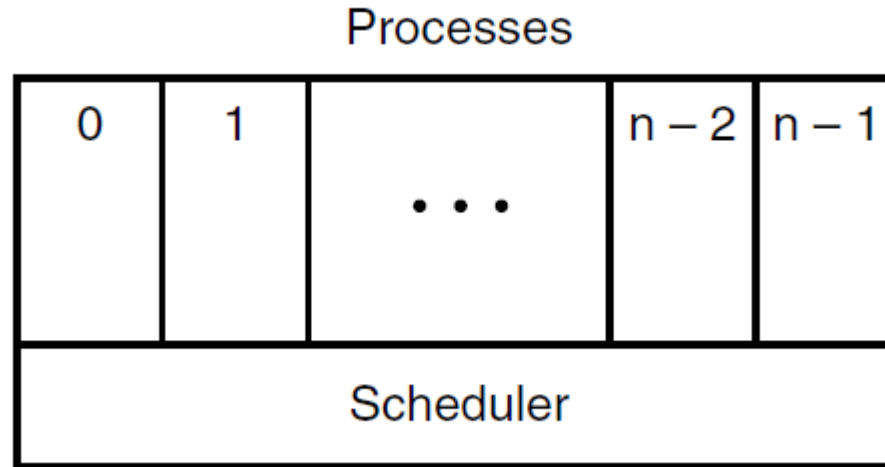 Processes
0 1 • • • n – 2 n – 1
Scheduler